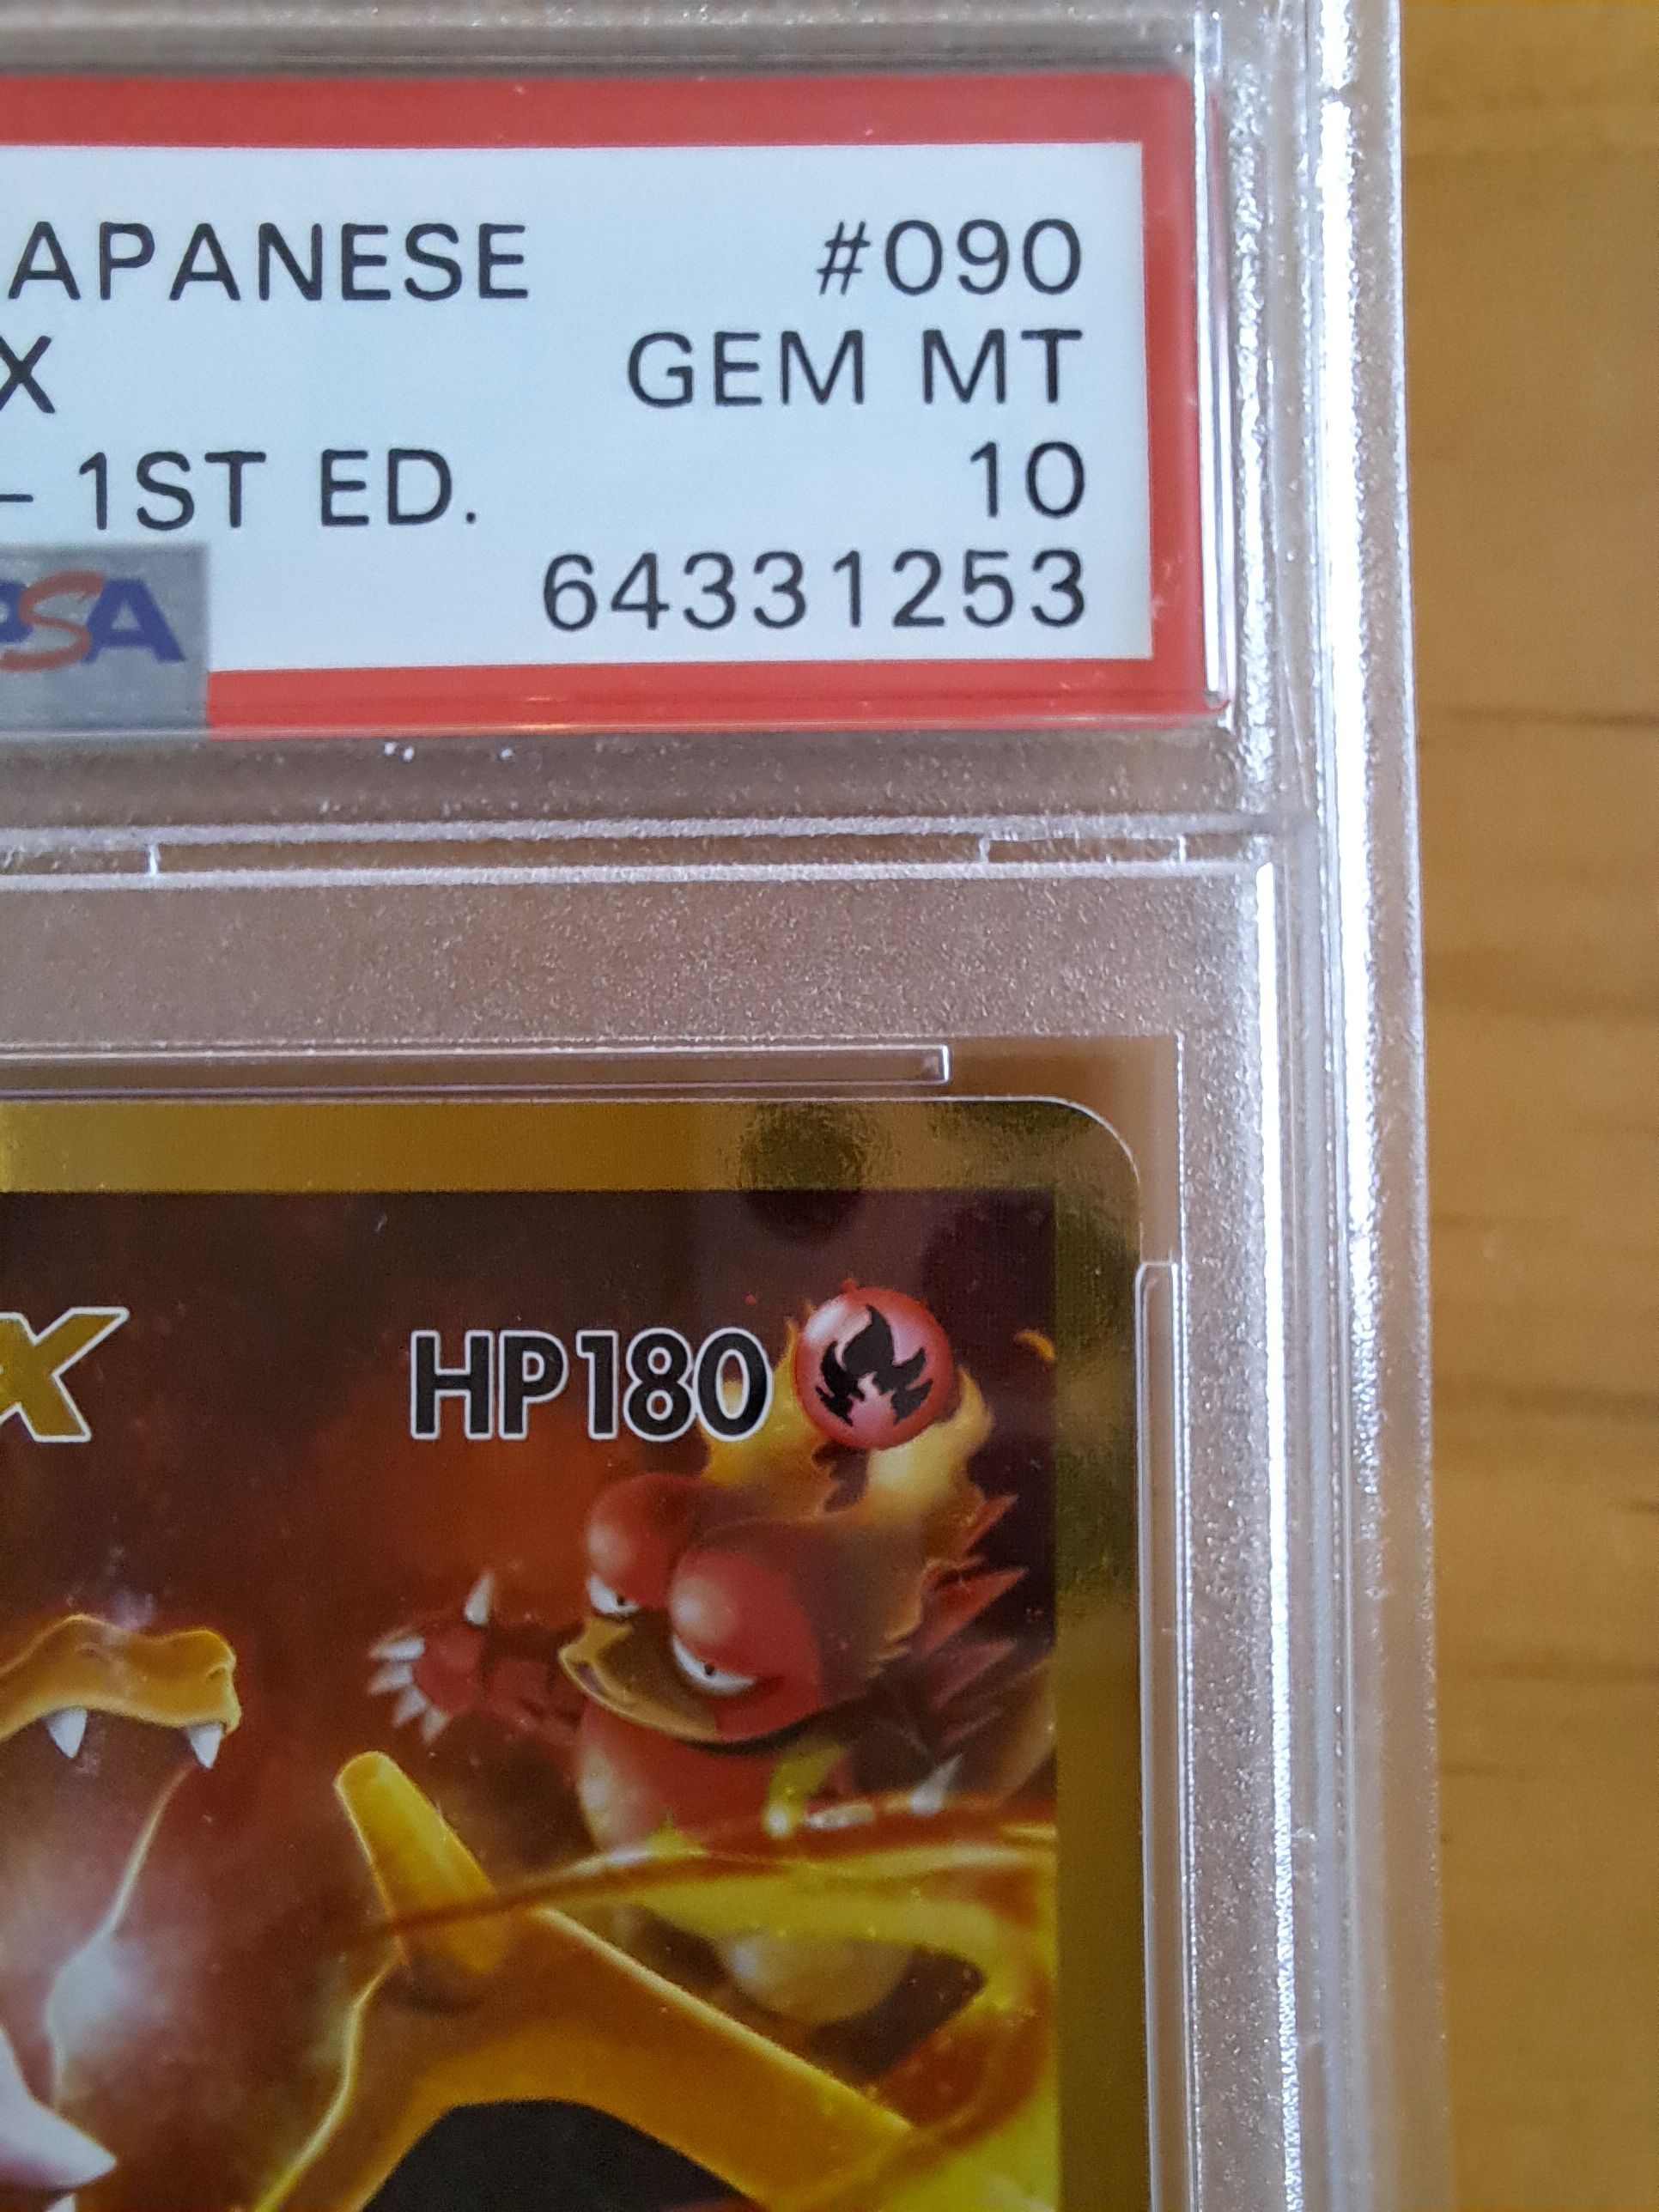 APANESE #090
X GEM MT
- 1ST ED. 10
PSA 64331253
X HP180